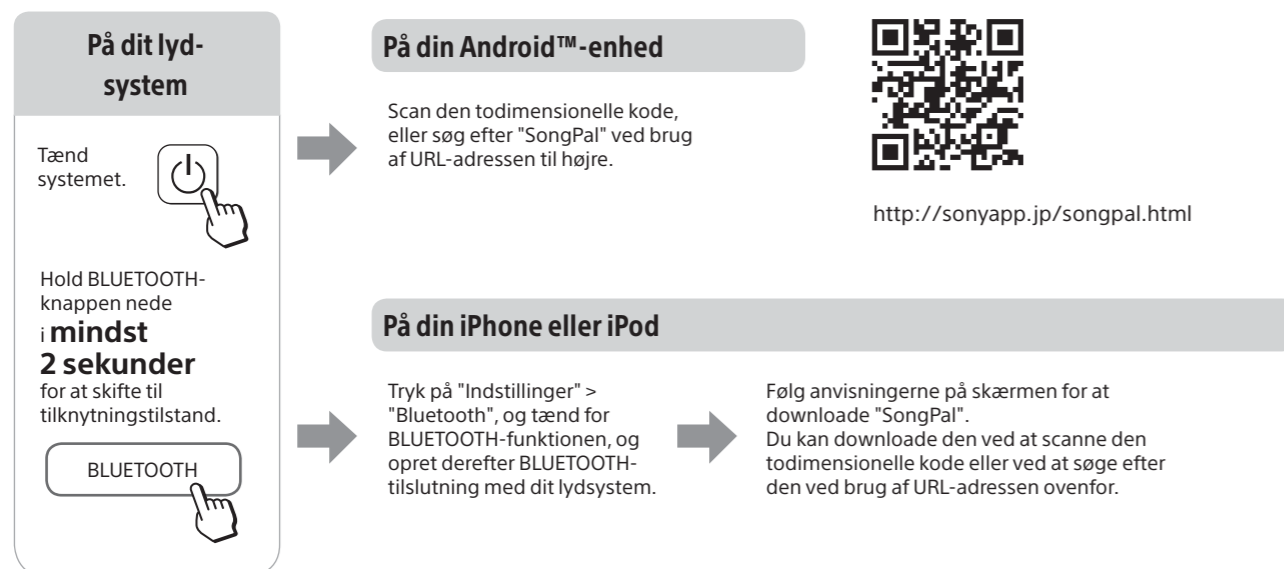 På dit lyd-
system
Tænd
systemet.
Hold BLUETOOTH-
knappen nede
i mindst
2 sekunder
for at skifte til
tilknytningstilstand.
BLUETOOTH
På din Android™-enhed
Scan den todimensionelle kode,
eller søg efter "SongPal" ved brug
af URL-adressen til højre.
http://sonyapp.jp/songpal.html
På din iPhone eller iPod
Tryk på "Indstillinger" >
"Bluetooth", og tænd for
BLUETOOTH-funktionen, og
opret derefter BLUETOOTH-
tilslutning med dit lydsystem.
Følg anvisningerne på skærmen for at
downloade "SongPal".
Du kan downloade den ved at scanne den
todimensionelle kode eller ved at søge efter
den ved brug af URL-adressen ovenfor.